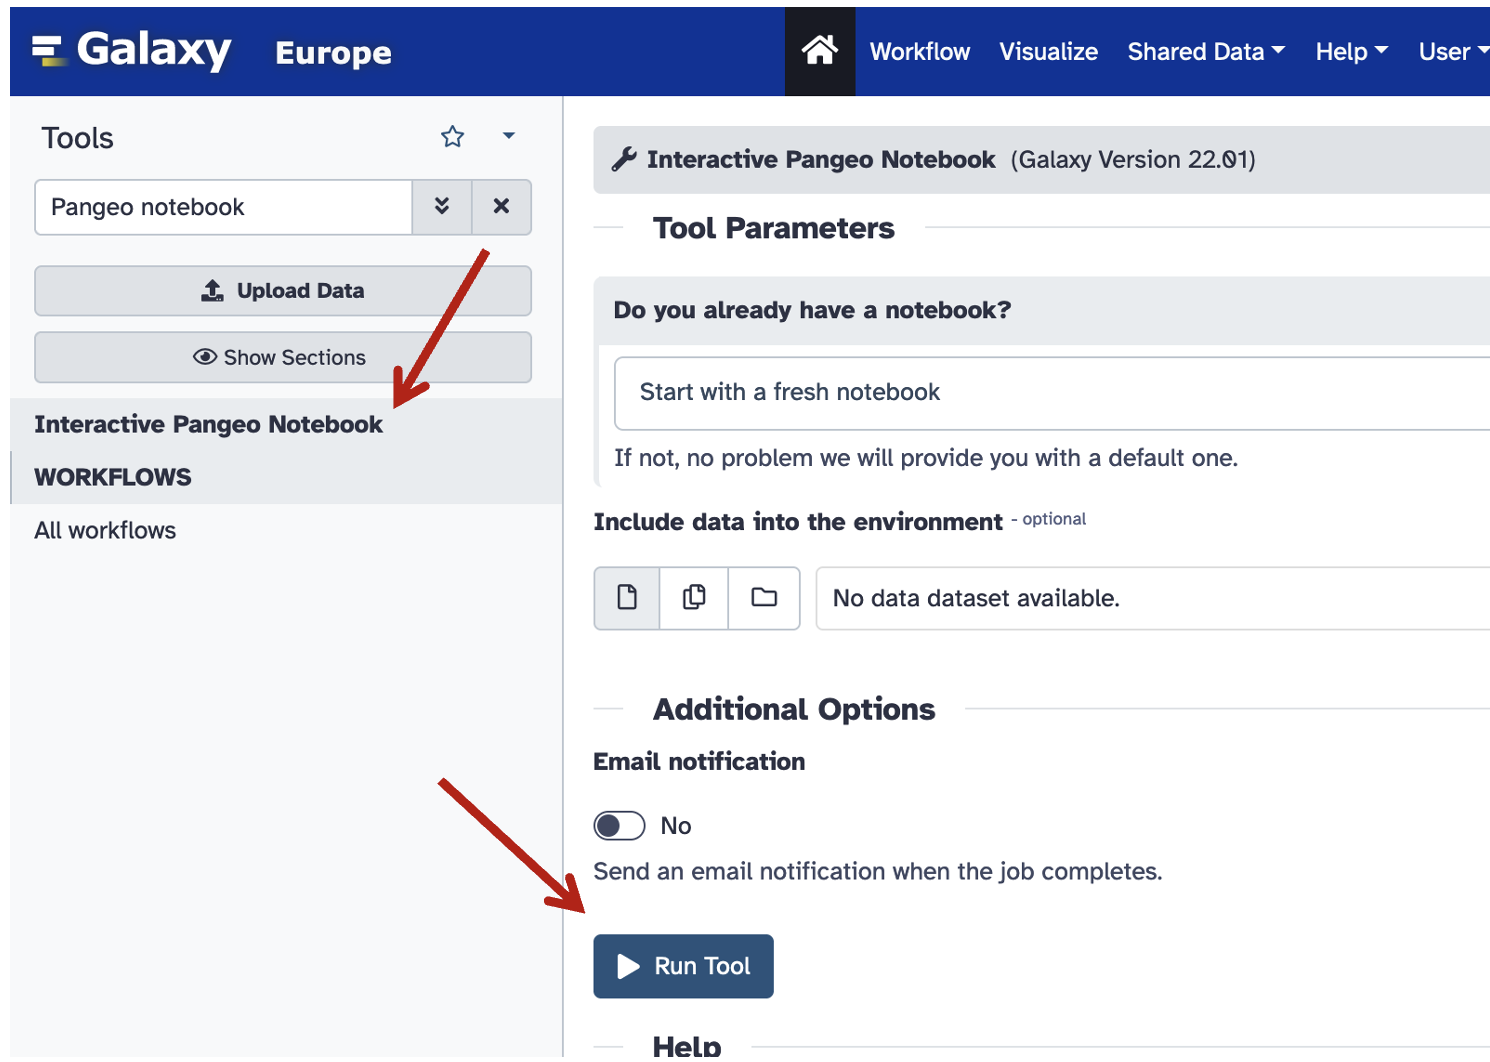 Galaxy Europe Workflow Visualize Shared Data Help User
Tools
Pangeo notebook
Upload Data
Show Sections
Interactive Pangeo Notebook
WORKFLOWS
All workflows
Interactive Pangeo Notebook (Galaxy Version 22.01)
Tool Parameters
Do you already have a notebook?
Start with a fresh notebook
If not, no problem we will provide you with a default one.
Include data into the environment - optional
No data dataset available.
Additional Options
Email notification
No
Send an email notification when the job completes.
Run Tool
Help